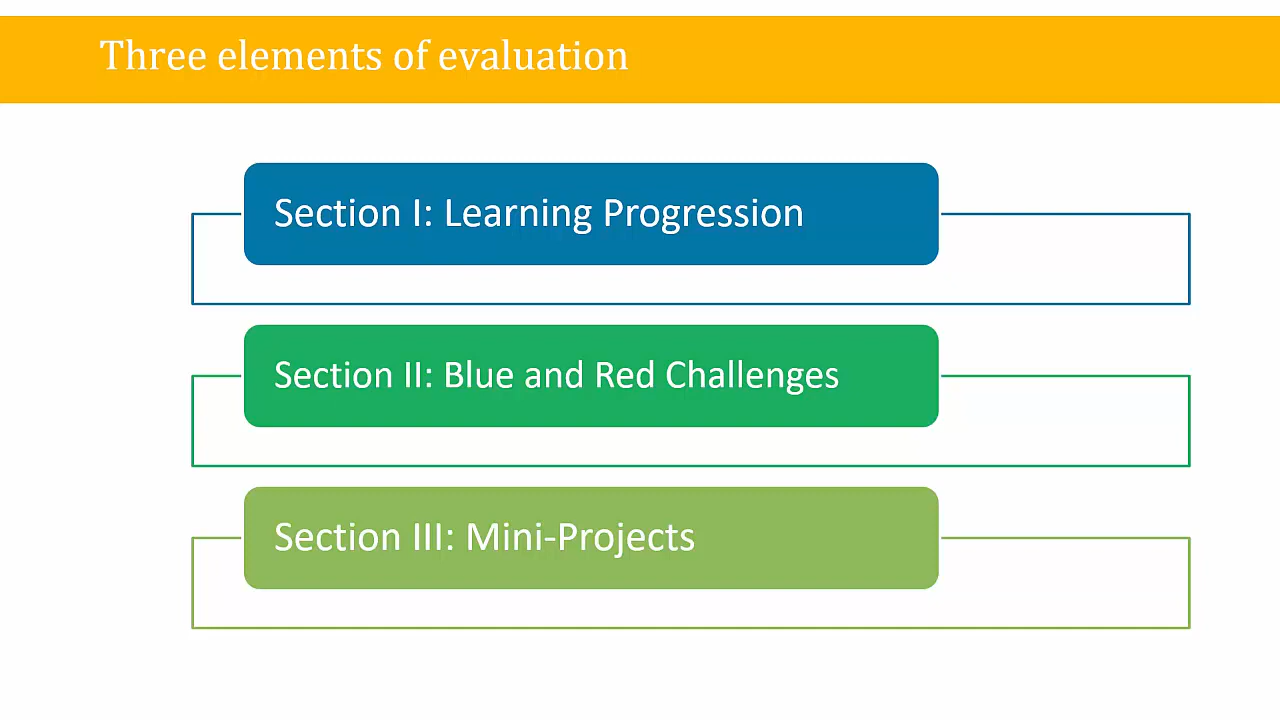 Three elements of evaluation
Section I: Learning Progression
Section II: Blue and Red Challenges
Section III: Mini-Projects